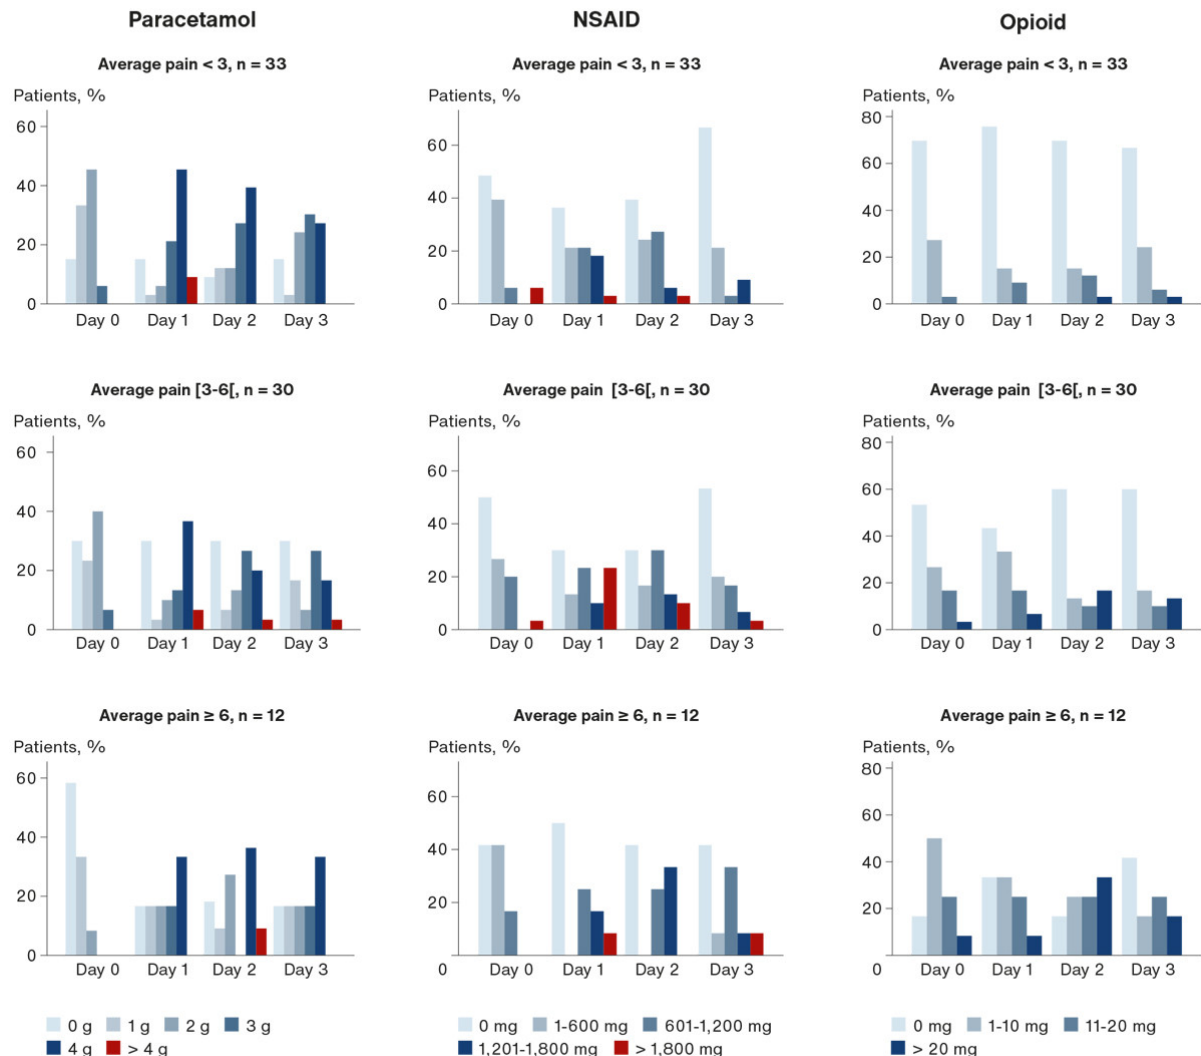 Paracetamol NSAID Opioid
Average pain < 3, n = 33 Average pain < 3, n = 33 Average pain < 3, n = 33
Patients, % Patients, % Patients, %
60 60 80
40 40 60
20 20 40
0 0 20
0
Day 0 Day 1 Day 2 Day 3 Day 0 Day 1 Day 2 Day 3 Day 0 Day 1 Day 2 Day 3
Average pain [3-6[, n = 30 Average pain [3-6[, n = 30 Average pain [3-6[, n = 30
Patients, % Patients, % Patients, %
60 60 80
40 40 60
20 20 40
0 0 20
0
Day 0 Day 1 Day 2 Day 3 Day 0 Day 1 Day 2 Day 3 Day 0 Day 1 Day 2 Day 3
Average pain ≥ 6, n = 12 Average pain ≥ 6, n = 12 Average pain ≥ 6, n = 12
Patients, % Patients, % Patients, %
60 60 80
40 40 60
20 20 40
0 0 20
0
Day 0 Day 1 Day 2 Day 3 Day 0 Day 1 Day 2 Day 3 Day 0 Day 1 Day 2 Day 3
0 g 1 g 2 g 3 g 0 mg 1-600 mg 601-1,200 mg 0 mg 1-10 mg 11-20 mg
4 g > 4 g 1,201-1,800 mg > 1,800 mg > 20 mg